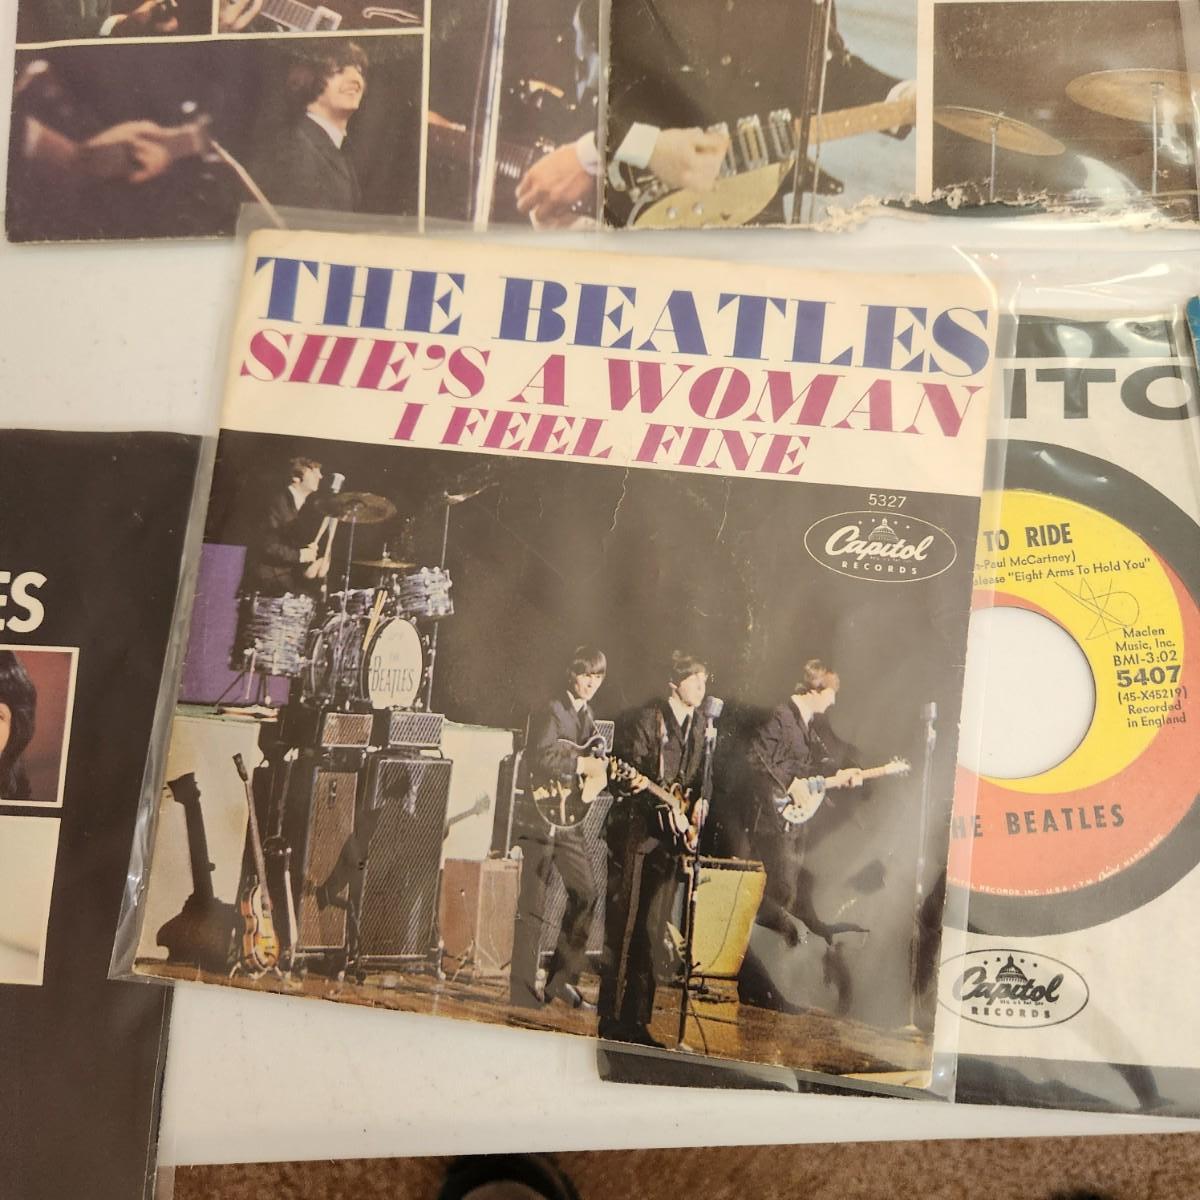 THE BEATLES
SHE'S A WOMAN
I FEEL FINE
5327
Capitol
RECORDS
THE
BEATLES
ES
ITO
TO RIDE
-Paul McCartney)
"Eight Arms To Hold You"
Maclen
Music, Inc.
BMI-3:02
5407
(45-X45219)
Recorded
in England
HE BEATLES
Capitol
RECORDS